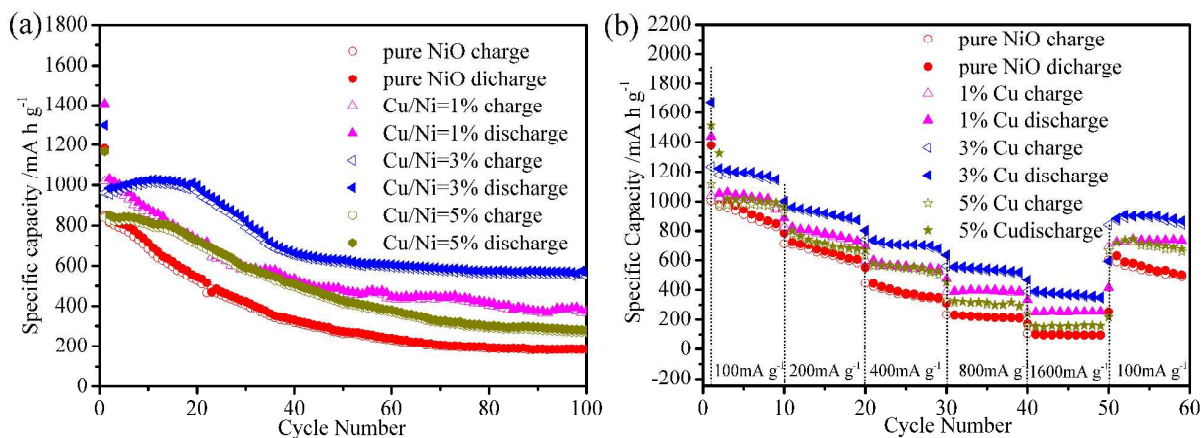 (a)
Specific capacity /mA h g-1
1800
1600
1400
1200
1000
800
600
400
200
0
pure NiO charge
pure NiO dicharge
Cu/Ni=1% charge
Cu/Ni=1% discharge
Cu/Ni=3% charge
Cu/Ni=3% discharge
Cu/Ni=5% charge
Cu/Ni=5% discharge
0 20 40 60 80 100
Cycle Number
(b)
Specific Capacity /mA h g-1
2200
2000
1800
1600
1400
1200
1000
800
600
400
200
0
-200
pure NiO charge
pure NiO dicharge
1% Cu charge
1% Cu discharge
3% Cu charge
3% Cu discharge
5% Cu charge
5% Cudischarge
100mA g-1 200mA g-1 400mA g-1 800mA g-1 1600mA g-1 100mA g-1
0 10 20 30 40 50 60
Cycle Number